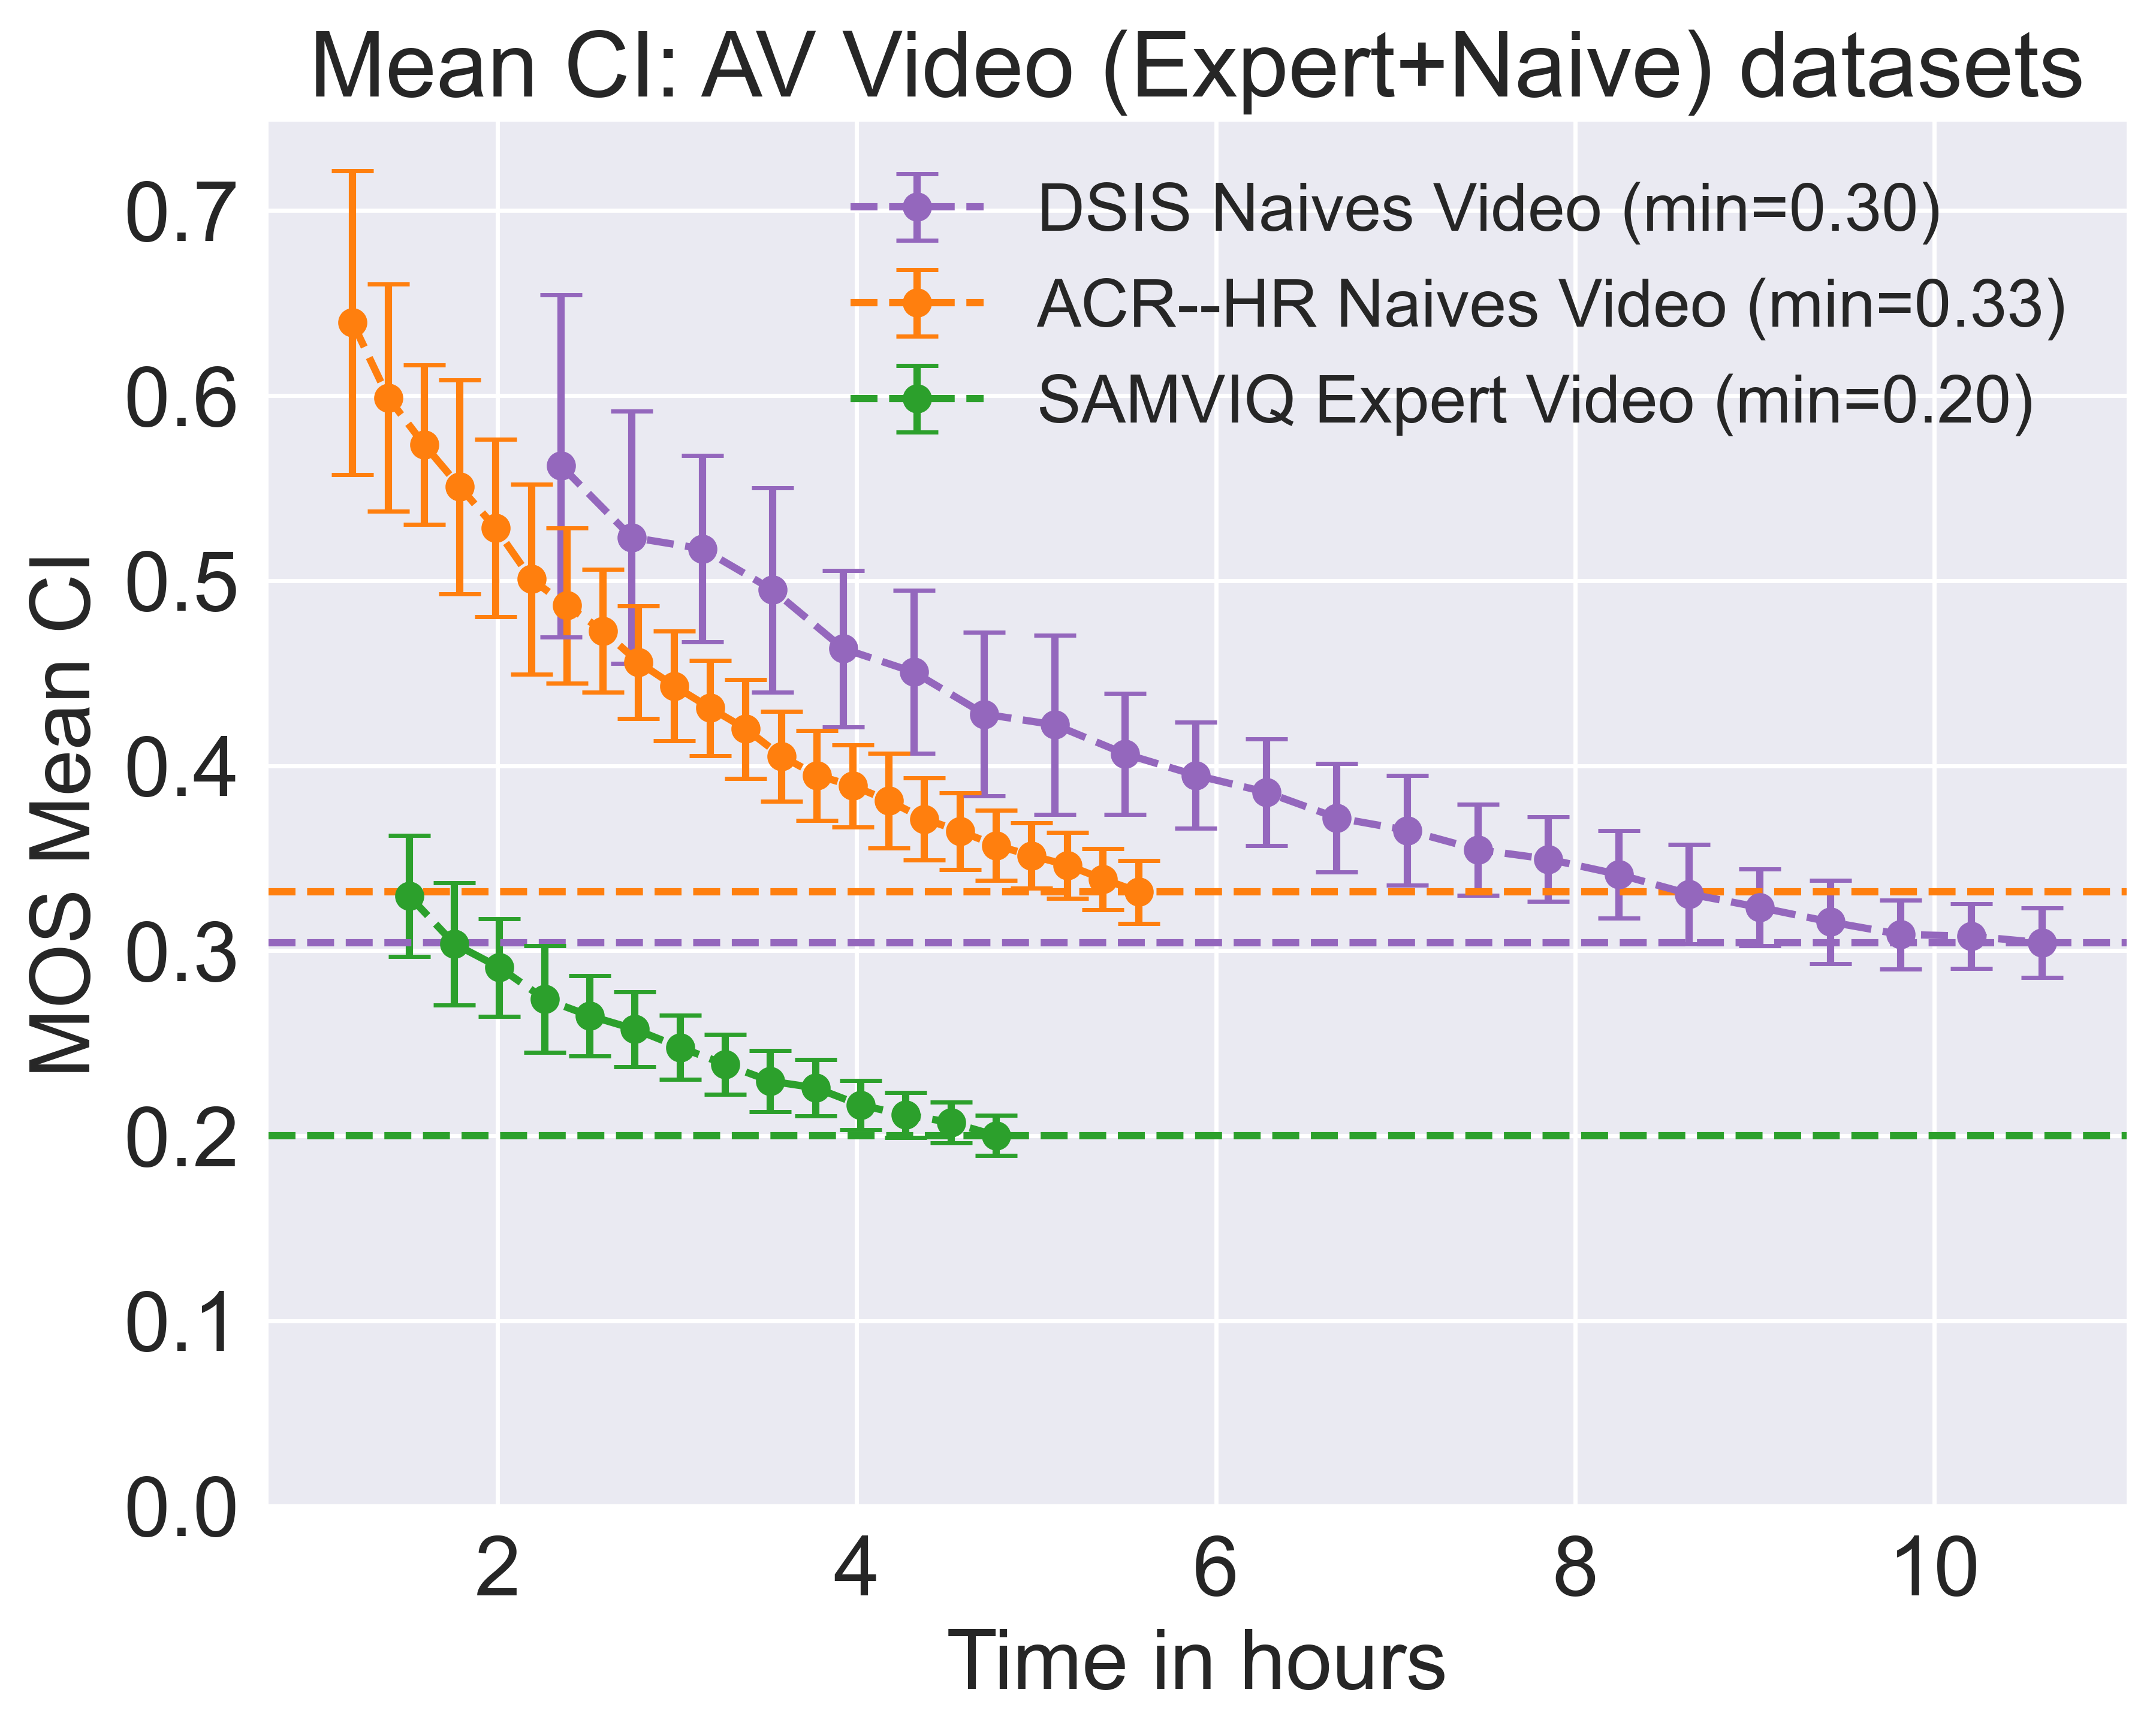 Mean CI: AV Video (Expert+Naive) datasets
DSIS Naives Video (min=0.30)
ACR--HR Naives Video (min=0.33)
SAMVIQ Expert Video (min=0.20)
MOS Mean CI
0.7
0.6
0.5
0.4
0.3
0.2
0.1
0.0
2 4 6 8 10
Time in hours